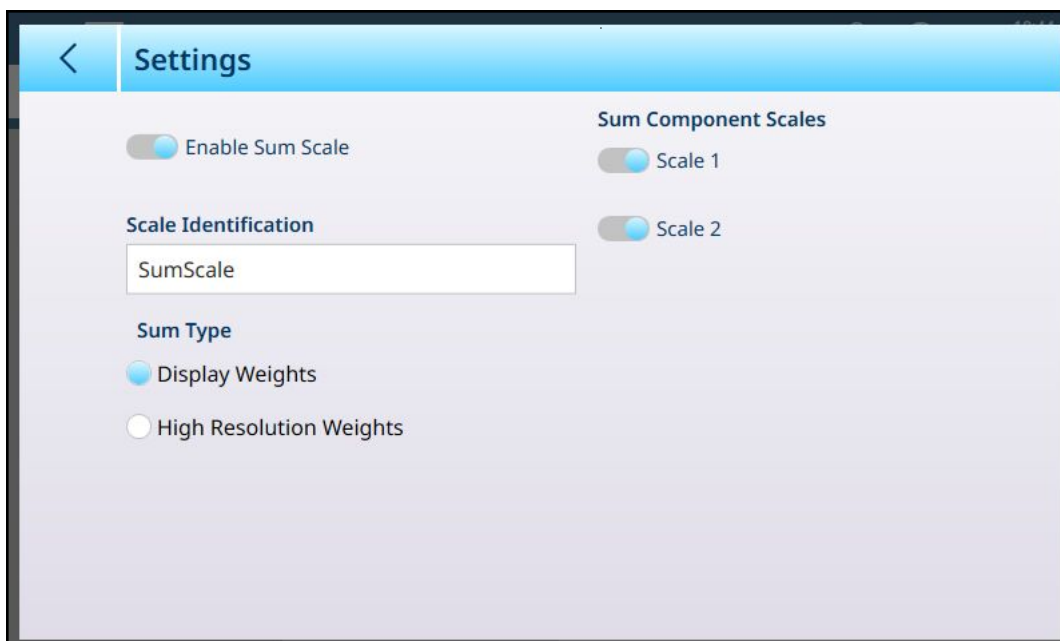 Settings
Enable Sum Scale
Scale Identification
SumScale
Sum Type
Display Weights
High Resolution Weights
Sum Component Scales
Scale 1
Scale 2